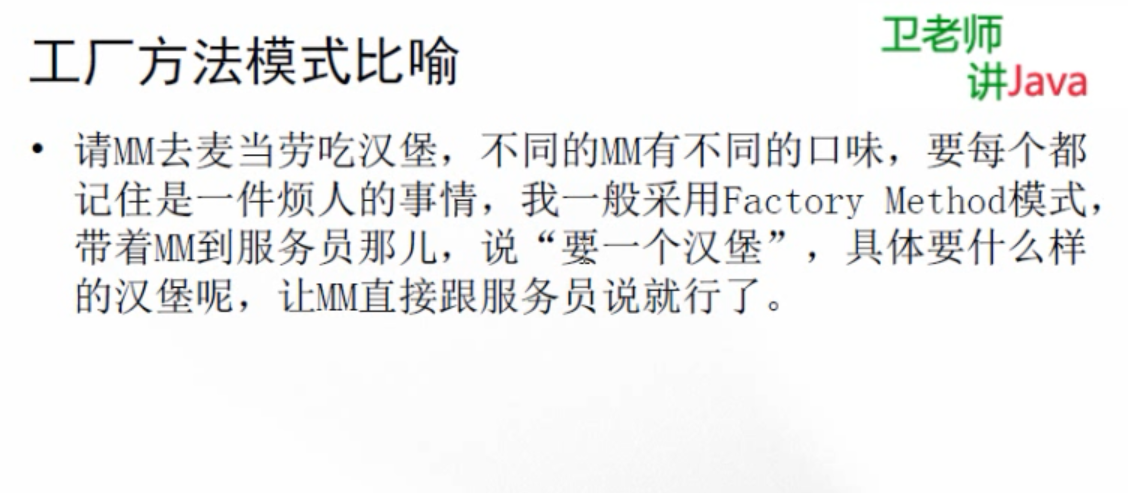 工厂方法模式比喻
卫老师
讲Java
• 请MM去麦当劳吃汉堡，不同的MM有不同的口味，要每个都
记住是一件烦人的事情，我一般采用Factory Method模式，
带着MM到服务员那儿，说“要一个汉堡”，具体要什么样
的汉堡呢，让MM直接跟服务员说就行了。